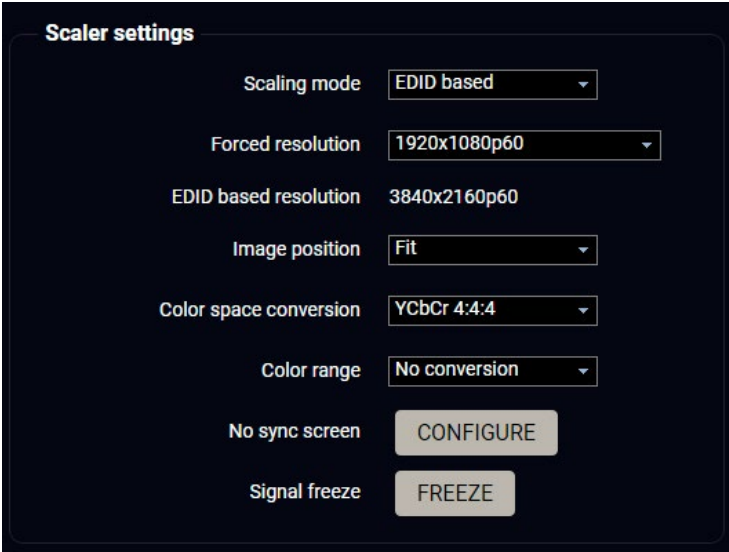 Scaler settings
Scaling mode EDID based
Forced resolution 1920x1080p60
EDID based resolution 3840x2160p60
Image position Fit
Color space conversion YCbCr 4:4:4
Color range No conversion
No sync screen CONFIGURE
Signal freeze FREEZE